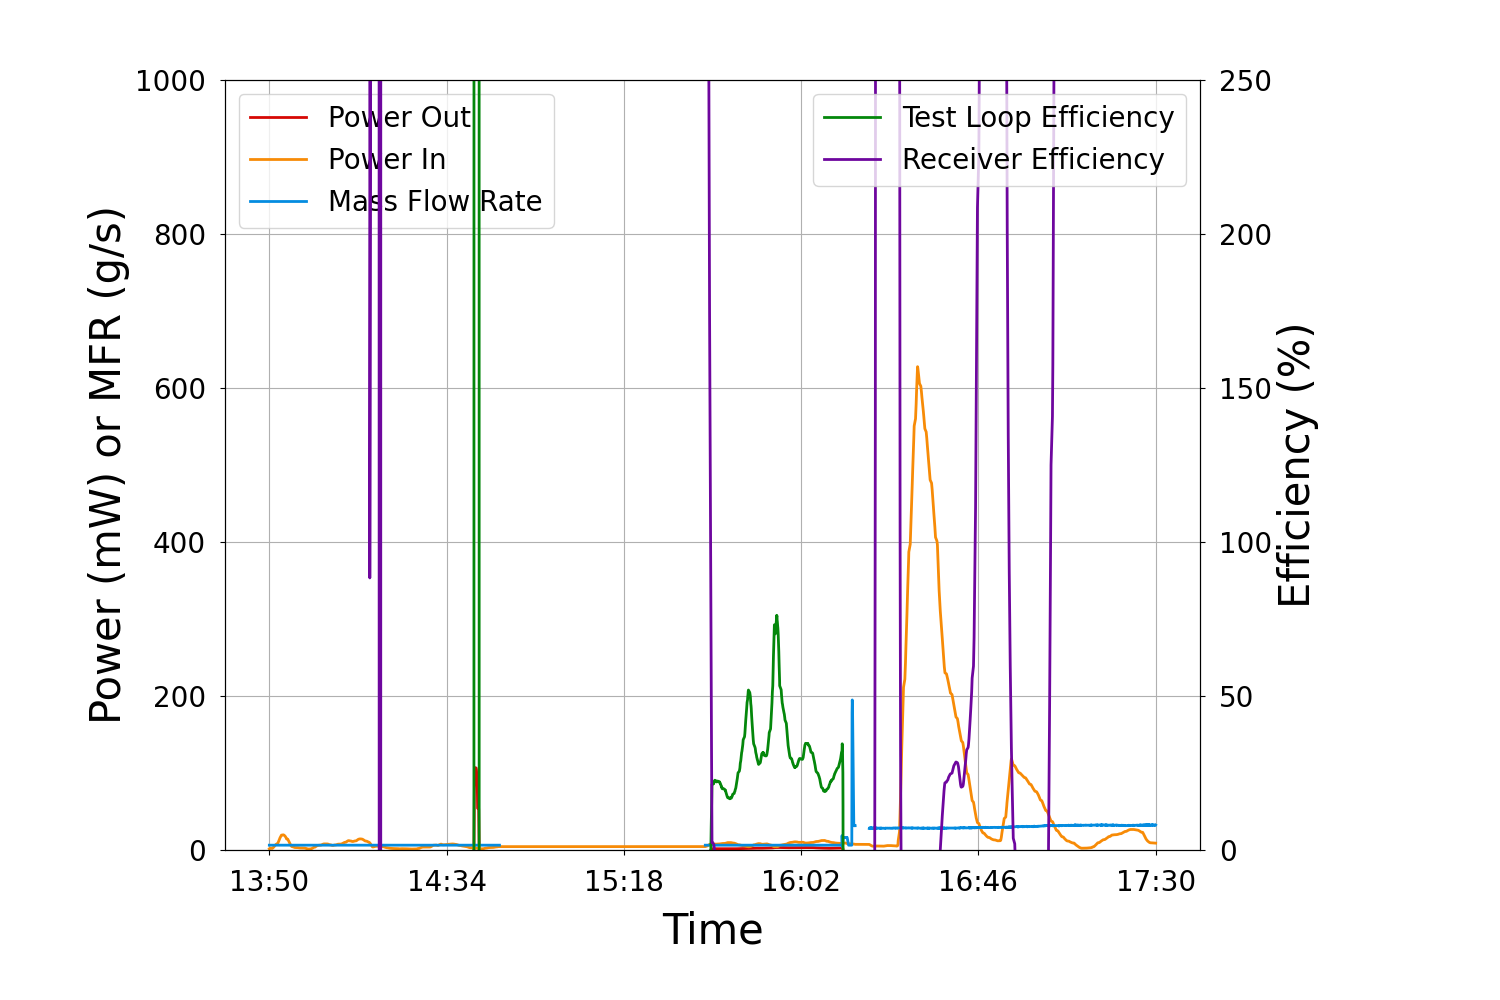 1000
800
600
400
200
0
Power (mW) or MFR (g/s)
Power Out
Power In
Mass Flow Rate
Test Loop Efficiency
Receiver Efficiency
250
200
150
100
50
0
Efficiency (%)
13:50 14:34 15:18 16:02 16:46 17:30
Time